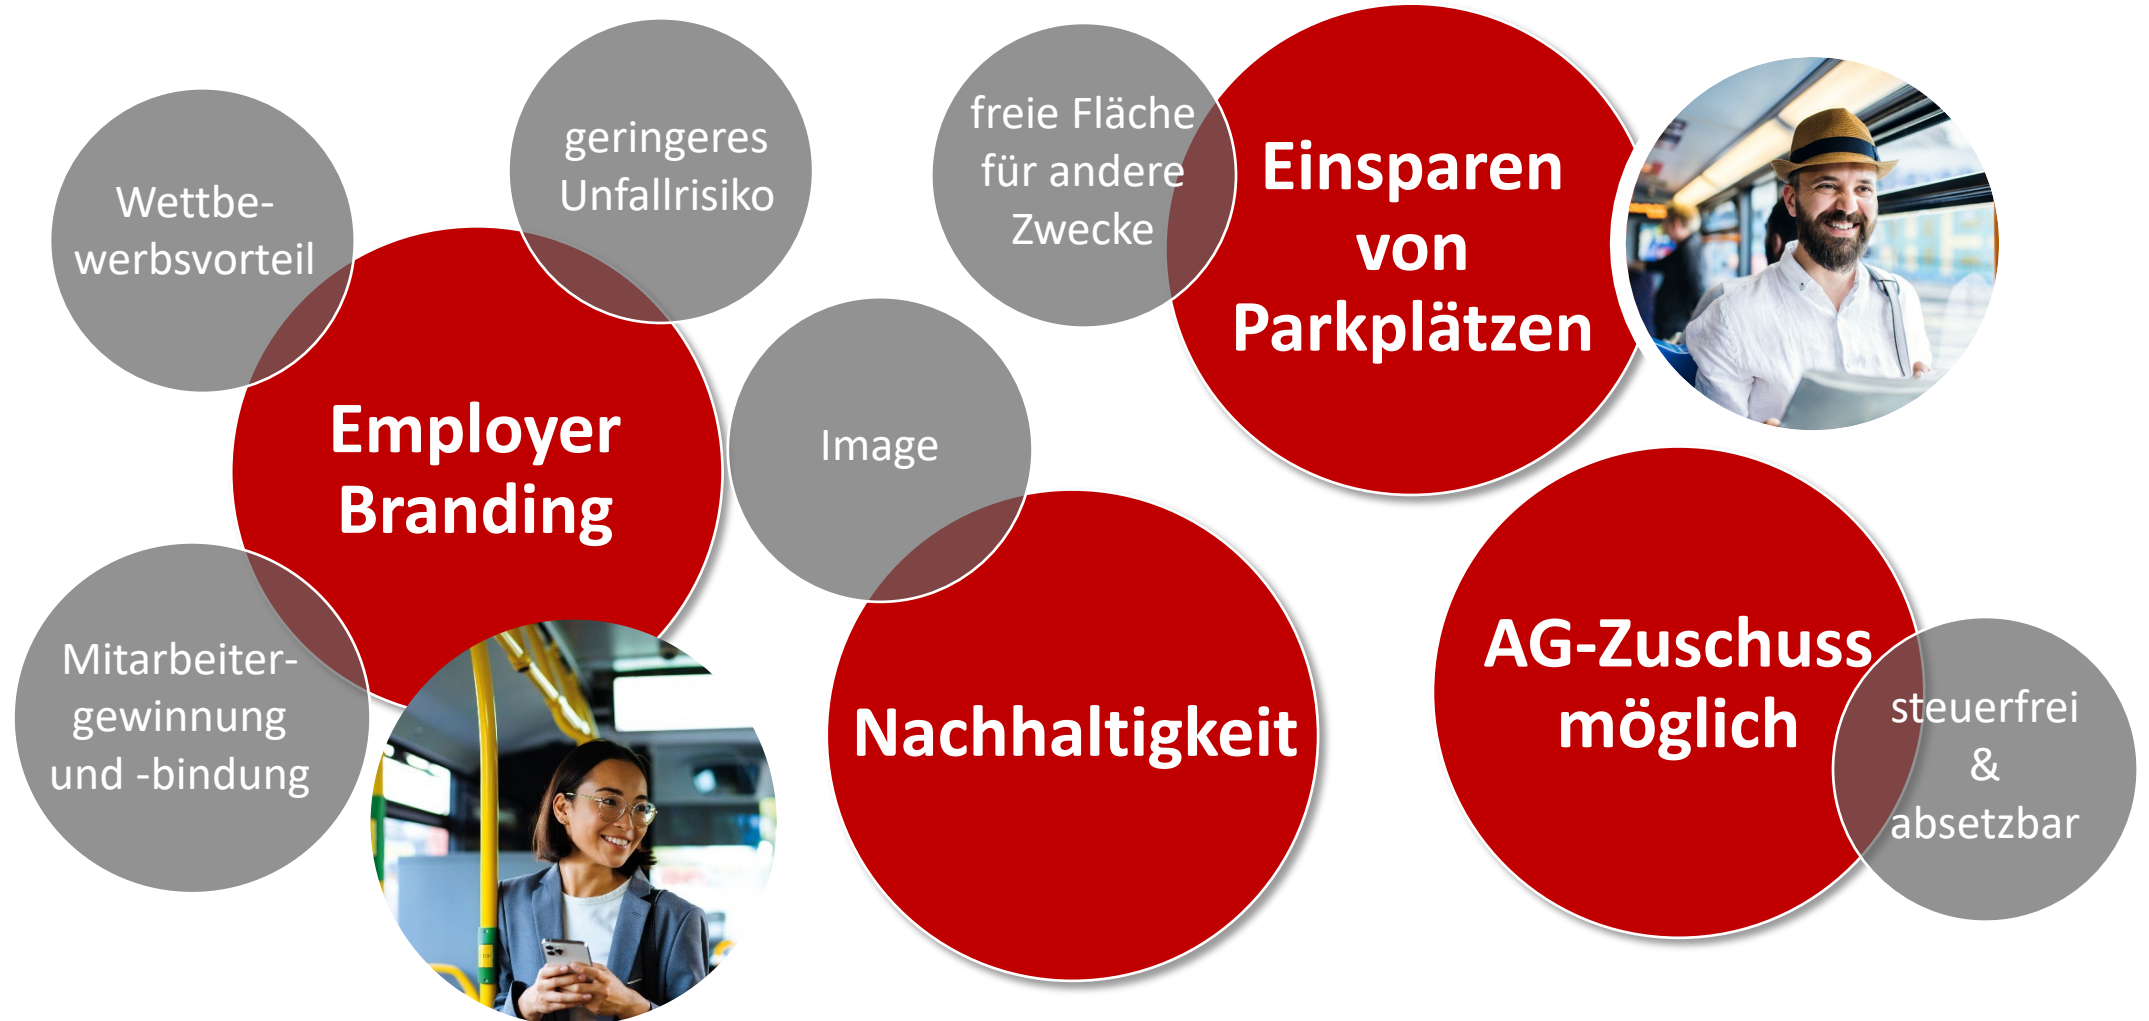 Wettbe-
werbsvorteil
geringeres
Unfallrisiko
Employer
Branding
Mitarbeiter-
gewinnung
und -bindung
Image
Nachhaltigkeit
freie Fläche
für andere
Zwecke
Einsparen
von
Parkplätzen
AG-Zuschuss
möglich
steuerfrei
&
absetzbar